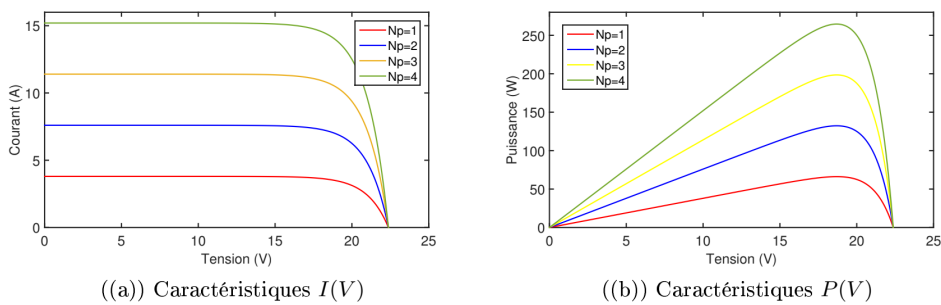 15
10
5
0
Courant (A)
0 5 10 15 20 25
Tension (V)
Np=1
Np=2
Np=3
Np=4
((a)) Caractéristiques I(V)
250
200
150
100
50
0
Puissance (W)
0 5 10 15 20 25
Tension (V)
Np=1
Np=2
Np=3
Np=4
((b)) Caractéristiques P(V)